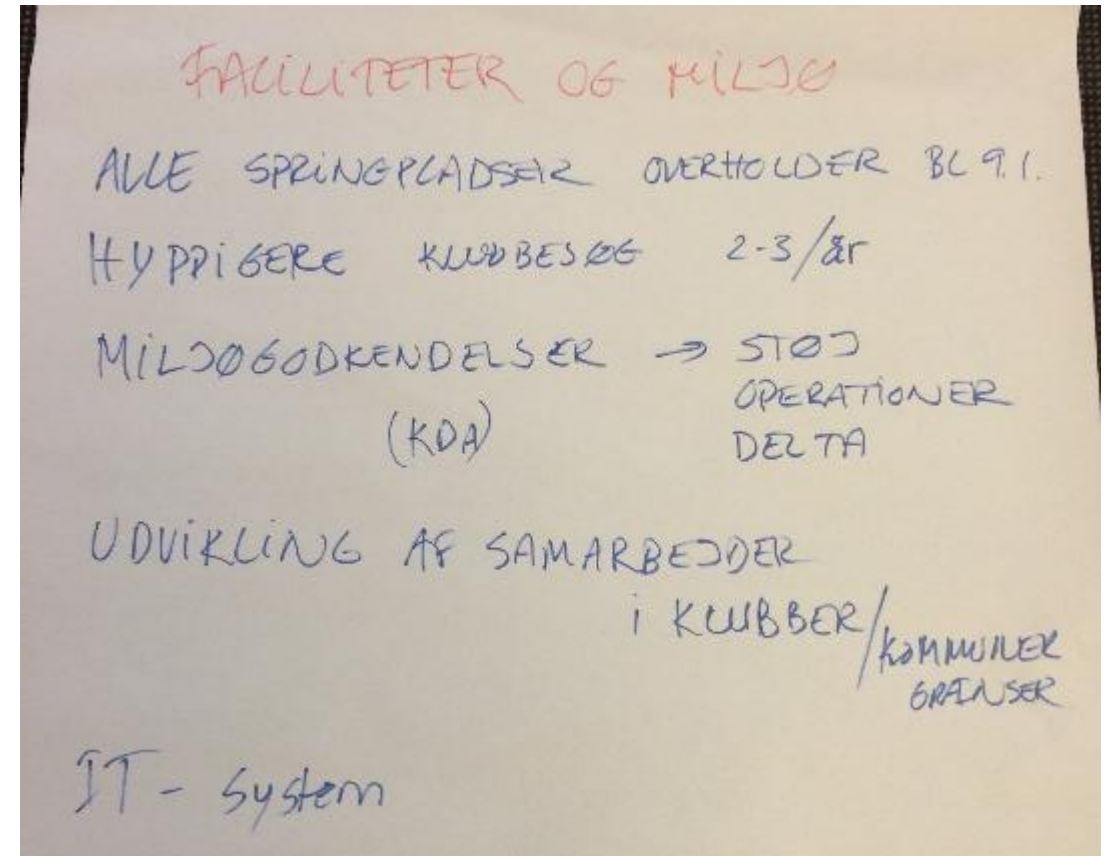 FACILITETER OG MILJØ
ALLE SPRINGPLADSER OVERHOLDER BL 9.1.
HYPPIGERE KLUBBESØG 2-3/år
MILJØGODKENDELSER → STØJ
OPERATIONER
(KDA) DELTA
UDVIKLING AF SAMARBEJDER
i KLUBBER/KOMMUNER
GRÆNSER
IT- system